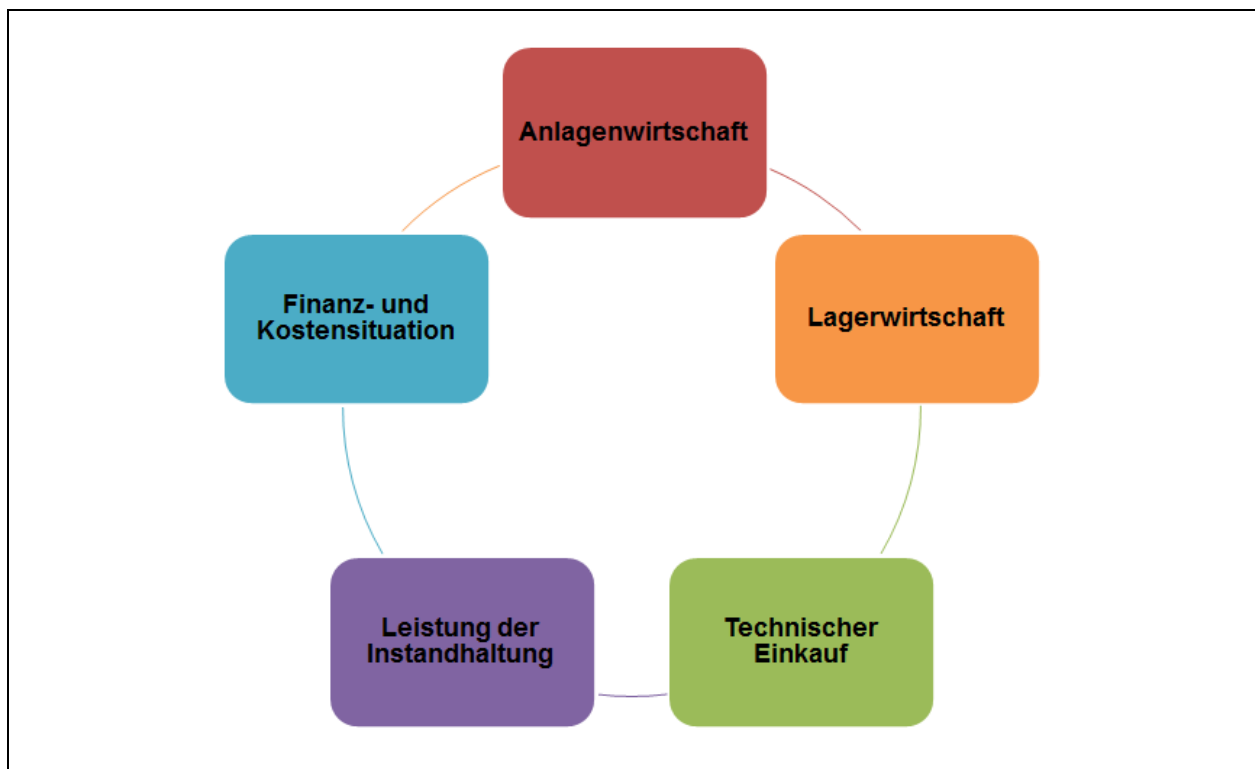 Anlagenwirtschaft
Finanz- und
Kostensituation
Lagerwirtschaft
Leistung der
Instandhaltung
Technischer
Einkauf